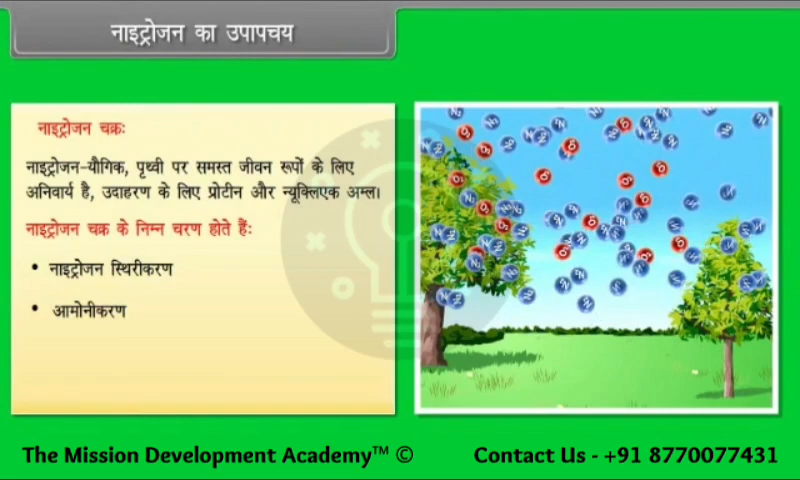 नाइट्रोजन का उपापचय
नाइट्रोजन चक्रः
नाइट्रोजन-यौगिक, पृथ्वी पर समस्त जीवन रूपों के लिए
अनिवार्य है, उदाहरण के लिए प्रोटीन और न्यूक्लिएक अम्ल।
नाइट्रोजन चक्र के निम्न चरण होते हैंः
• नाइट्रोजन स्थिरीकरण
• आमोनीकरण
The Mission Development Academy™ ©
Contact Us - +91 8770077431